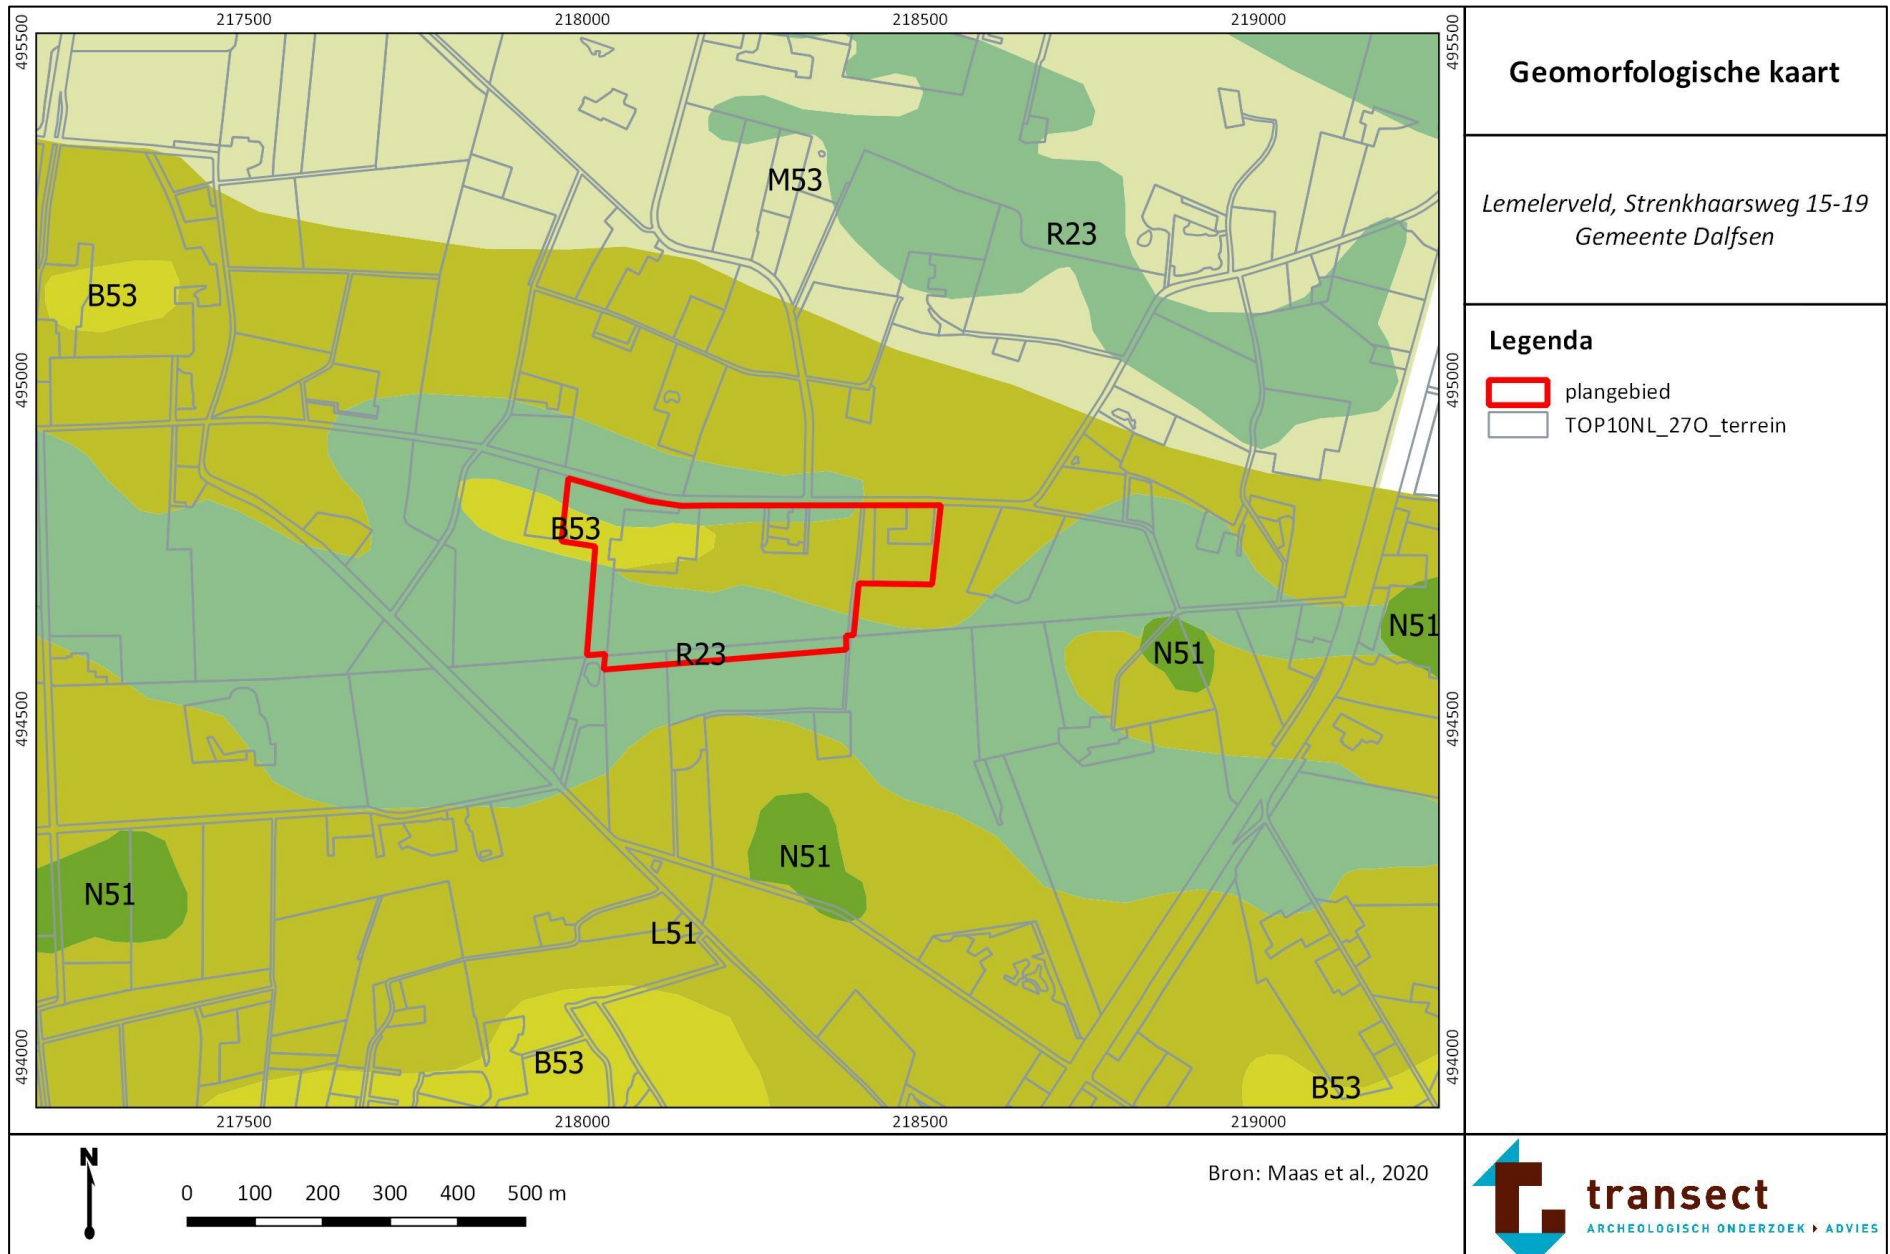 217500 218000 218500 219000
495500
495500
495000
495000
494500
494500
494000
494000
M53
R23
B53
B53
R23
N51
N51
N51
N51
L51
B53
B53
217500 218000 218500 219000
Geomorfologische kaart
Lemelerveld, Strenkhaarsweg 15-19
Gemeente Dalfsen
Legenda
plangebied
TOP10NL_27O_terrein
N
0 100 200 300 400 500 m
Bron: Maas et al., 2020
transect
ARCHEOLOGISCH ONDERZOEK ▸ ADVIES